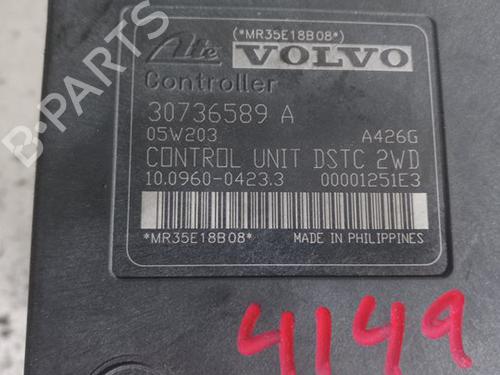 (*MR35E18B08*)
Ate VOLVO
Controller
30736589 A
05W203 A426G
CONTROL UNIT DSTC 2WD
10.0960-0423.3 00001251E3
*MR35E18B08* MADE IN PHILIPPINES
4149
B-PARTS